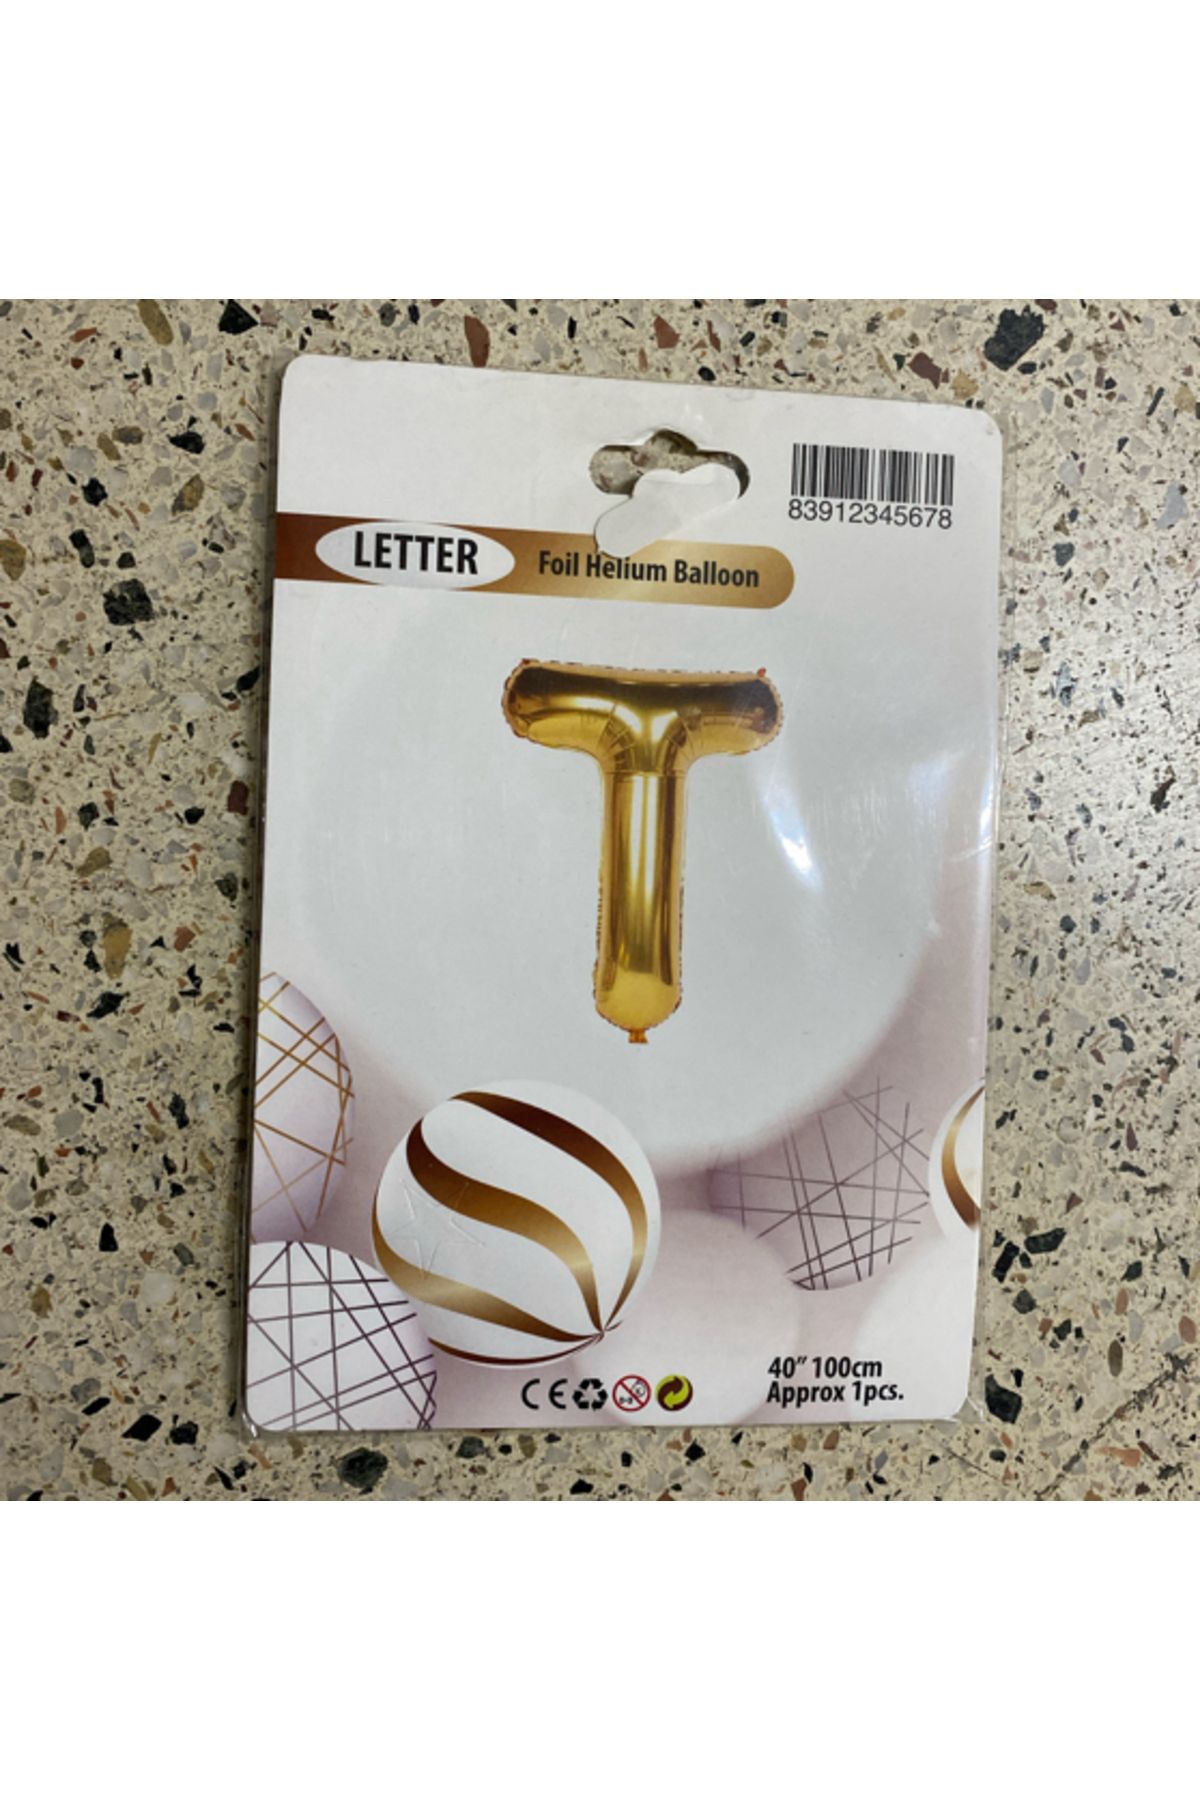 83912345678
LETTER
Foil Helium Balloon
T
CE
40” 100cm
Approx 1pcs.